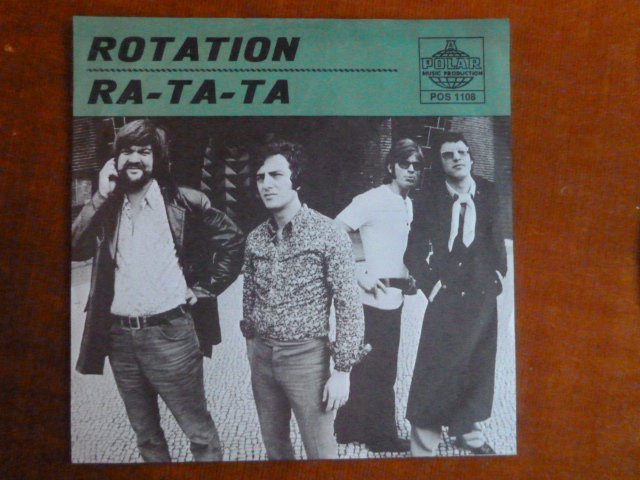 ROTATION
RA-TA-TA
A
POLAR
MUSIC PRODUCTION
POS 1108